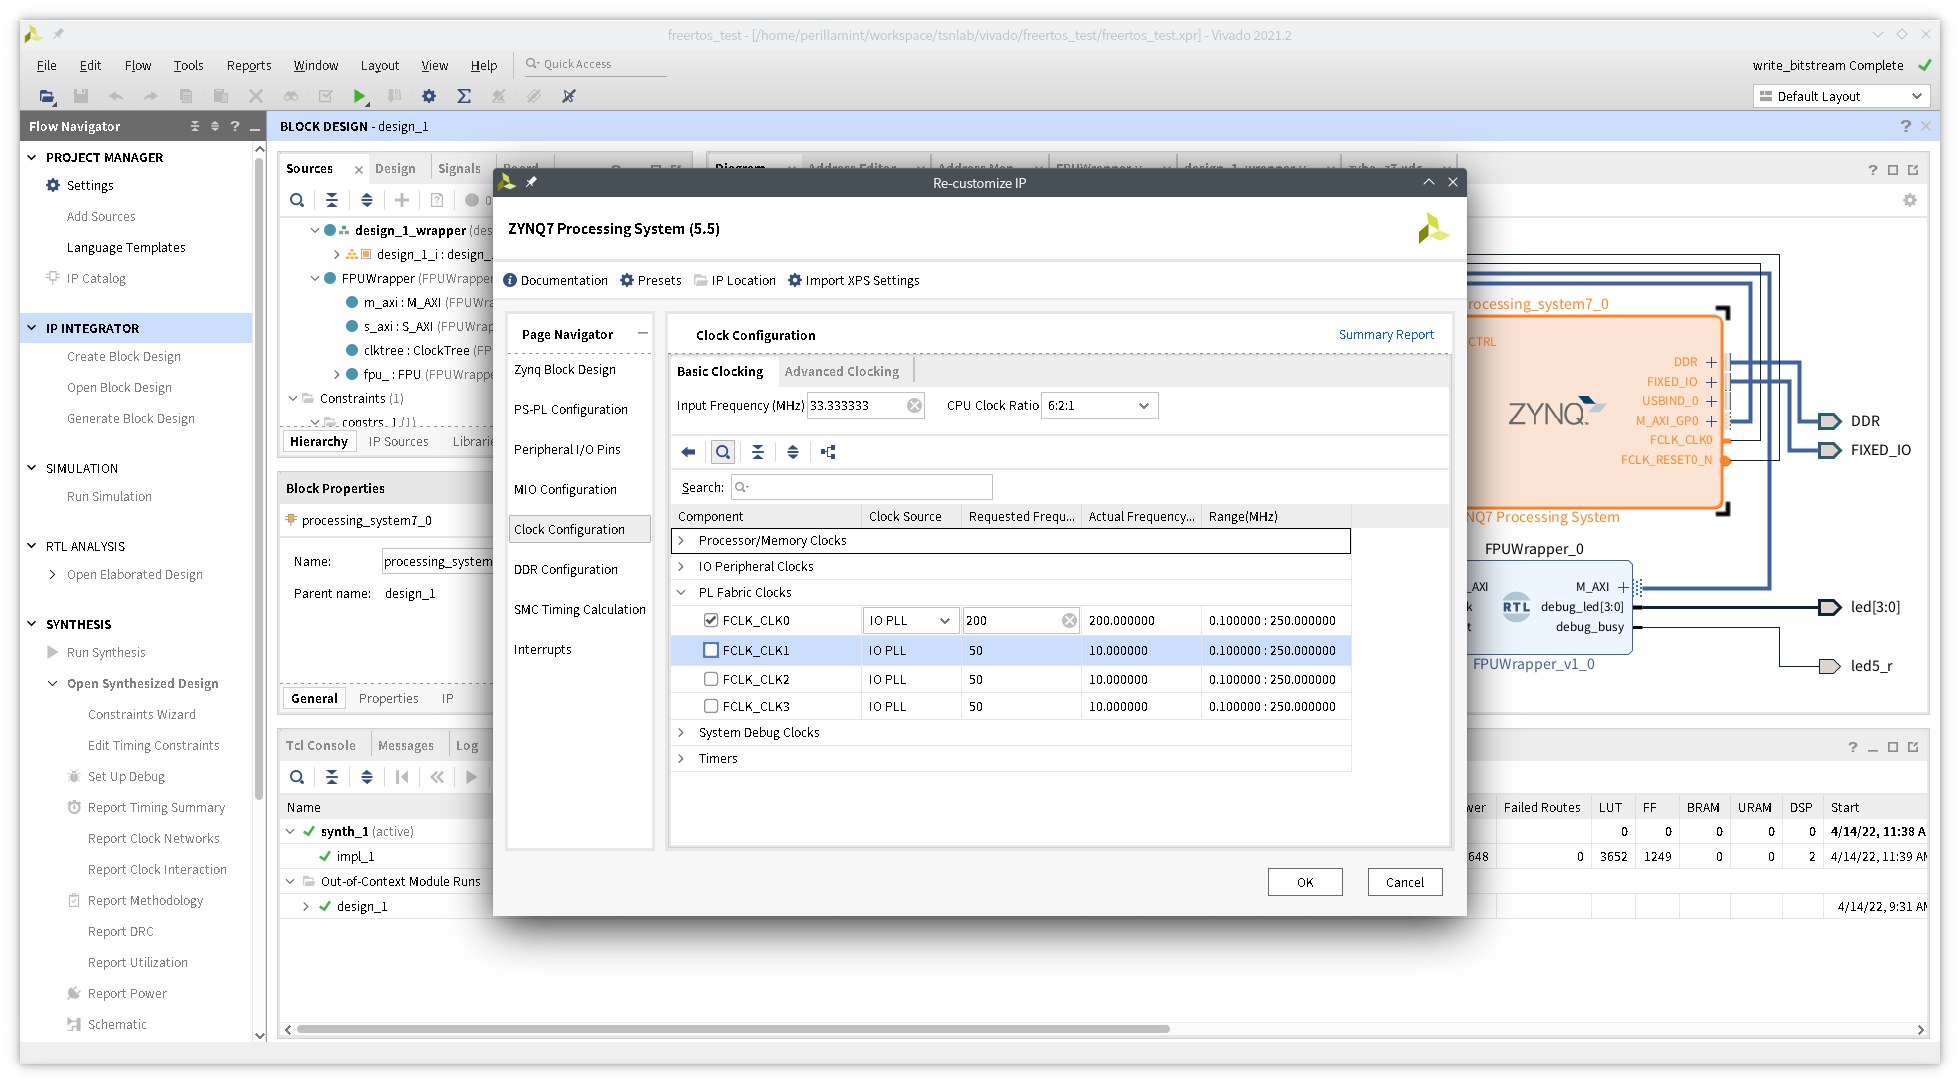 freertos_test - [/home/perillamint/workspace/tsnlab/vivado/freertos_test/freertos_test.xpr] - Vivado 2021.2
File Edit Flow Tools Reports Window Layout View Help Quick Access
write_bitstream Complete
Default Layout
Flow Navigator
BLOCK DESIGN - design_1
PROJECT MANAGER
Settings
Add Sources
Language Templates
IP Catalog
IP INTEGRATOR
Create Block Design
Open Block Design
Generate Block Design
SIMULATION
Run Simulation
RTL ANALYSIS
Open Elaborated Design
SYNTHESIS
Run Synthesis
Open Synthesized Design
Constraints Wizard
Edit Timing Constraints
Set Up Debug
Report Timing Summary
Report Clock Networks
Report Clock Interaction
Report Methodology
Report DRC
Report Utilization
Report Power
Schematic
Sources Design Signals
design_1_wrapper (des
design_1_i : design_
FPUWrapper (FPUWrapper
m_axi : M_AXI (FPUWra
s_axi : S_AXI (FPUWrap
clktree : ClockTree (FP
fpu_ : FPU (FPUWrappe
Constraints (1)
constrs_1 (1)
Hierarchy IP Sources Librarie
Block Properties
processing_system7_0
Name: processing_system
Parent name: design_1
General Properties IP
Tcl Console Messages Log
Name
synth_1 (active)
impl_1
Out-of-Context Module Runs
design_1
Re-customize IP
ZYNQ7 Processing System (5.5)
Documentation Presets IP Location Import XPS Settings
Page Navigator
Zynq Block Design
PS-PL Configuration
Peripheral I/O Pins
MIO Configuration
Clock Configuration
DDR Configuration
SMC Timing Calculation
Interrupts
Clock Configuration Summary Report
Basic Clocking Advanced Clocking
Input Frequency (MHz) 33.333333 CPU Clock Ratio 6:2:1
Search:
Component Clock Source Requested Frequ... Actual Frequency... Range(MHz)
Processor/Memory Clocks
IO Peripheral Clocks
PL Fabric Clocks
FCLK_CLK0 IO PLL 200 200.000000 0.100000 : 250.000000
FCLK_CLK1 IO PLL 50 10.000000 0.100000 : 250.000000
FCLK_CLK2 IO PLL 50 10.000000 0.100000 : 250.000000
FCLK_CLK3 IO PLL 50 10.000000 0.100000 : 250.000000
System Debug Clocks
Timers
OK Cancel
rocessing_system7_0
CTRL
DDR
FIXED_IO
USBIND_0
M_AXI_GP0
FCLK_CLK0
FCLK_RESET0_N
ZYNQ
NQ7 Processing System
DDR
FIXED_IO
FPUWrapper_0
_AXI M_AXI
k debug_led[3:0]
t debug_busy
RTL
FPUWrapper_v1_0
led[3:0]
led5_r
wer Failed Routes LUT FF BRAM URAM DSP Start
0 0 0 0 0 4/14/22, 11:38 A
648 0 3652 1249 0 0 2 4/14/22, 11:39 AM
4/14/22, 9:31 AM